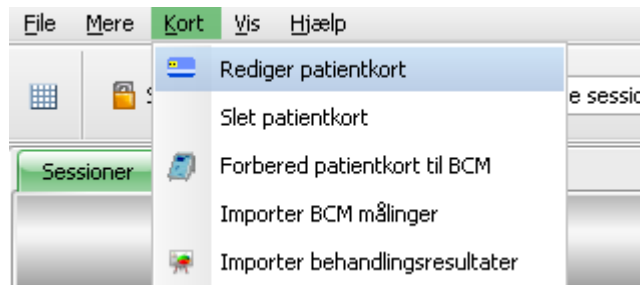 File Mere Kort Vis Hjælp
Rediger patientkort
e sessio
Slet patientkort
Sessioner
Forbered patientkort til BCM
Importer BCM målinger
Importer behandlingsresultater